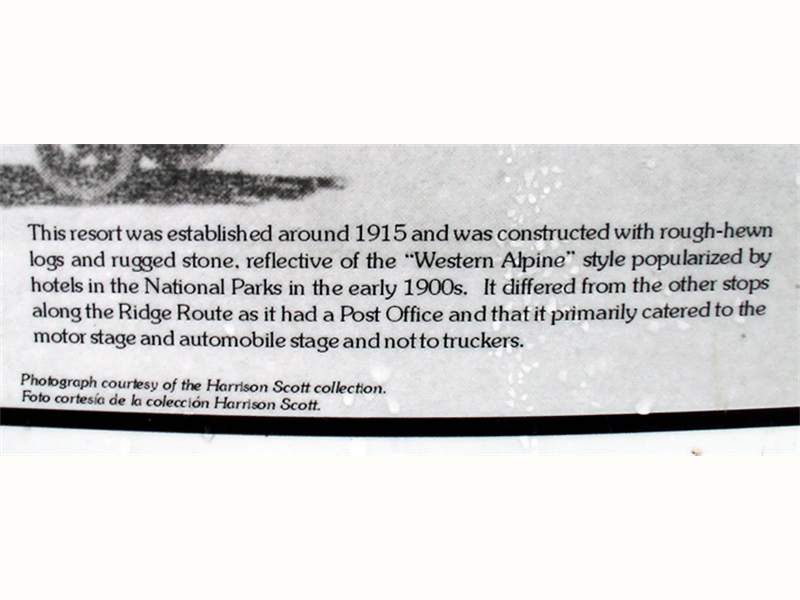 This resort was established around 1915 and was constructed with rough-hewn
logs and rugged stone, reflective of the "Western Alpine" style popularized by
hotels in the National Parks in the early 1900s. It differed from the other stops
along the Ridge Route as it had a Post Office and that it primarily catered to the
motor stage and automobile stage and not to truckers.
Photograph courtesy of the Harrison Scott collection.
Foto cortesía de la colección Harrison Scott.